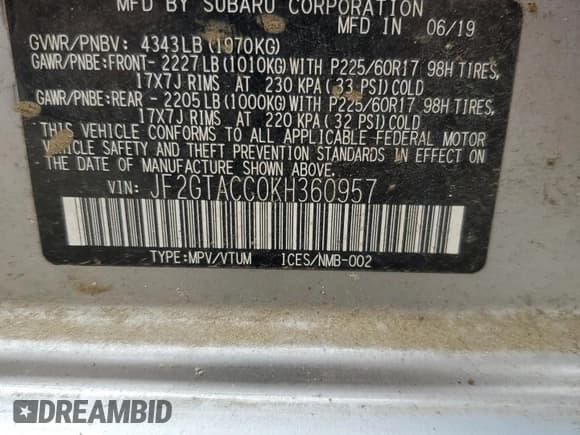 MFD BY SUBARU CORPORATION
06/19
GVWR/PNBV: 4343LB (1970KG)
GAWR/PNBE:FRONT- 2227LB (1010KG) WITH P225/60R17 98H TIRES,
17X7J RIMS AT 230 KPA (33 PSI) COLD
GAWR/PNBE:REAR - 2205LB (1000KG) WITH P225/60R17 98H TIRES,
17X7J RIMS AT 220 KPA (32 PSI) COLD
THIS VEHICLE CONFORMS TO ALL APPLICABLE FEDERAL MOTOR
VEHICLE SAFETY AND THEFT PREVENTION STANDARDS IN EFFECT
ON THE DATE OF MANUFACTURE SHOWN ABOVE.
VIN: JF2GTACC0KH360957
TYPE:MPV/VTUM ICES/NMB-002
DREAMBID